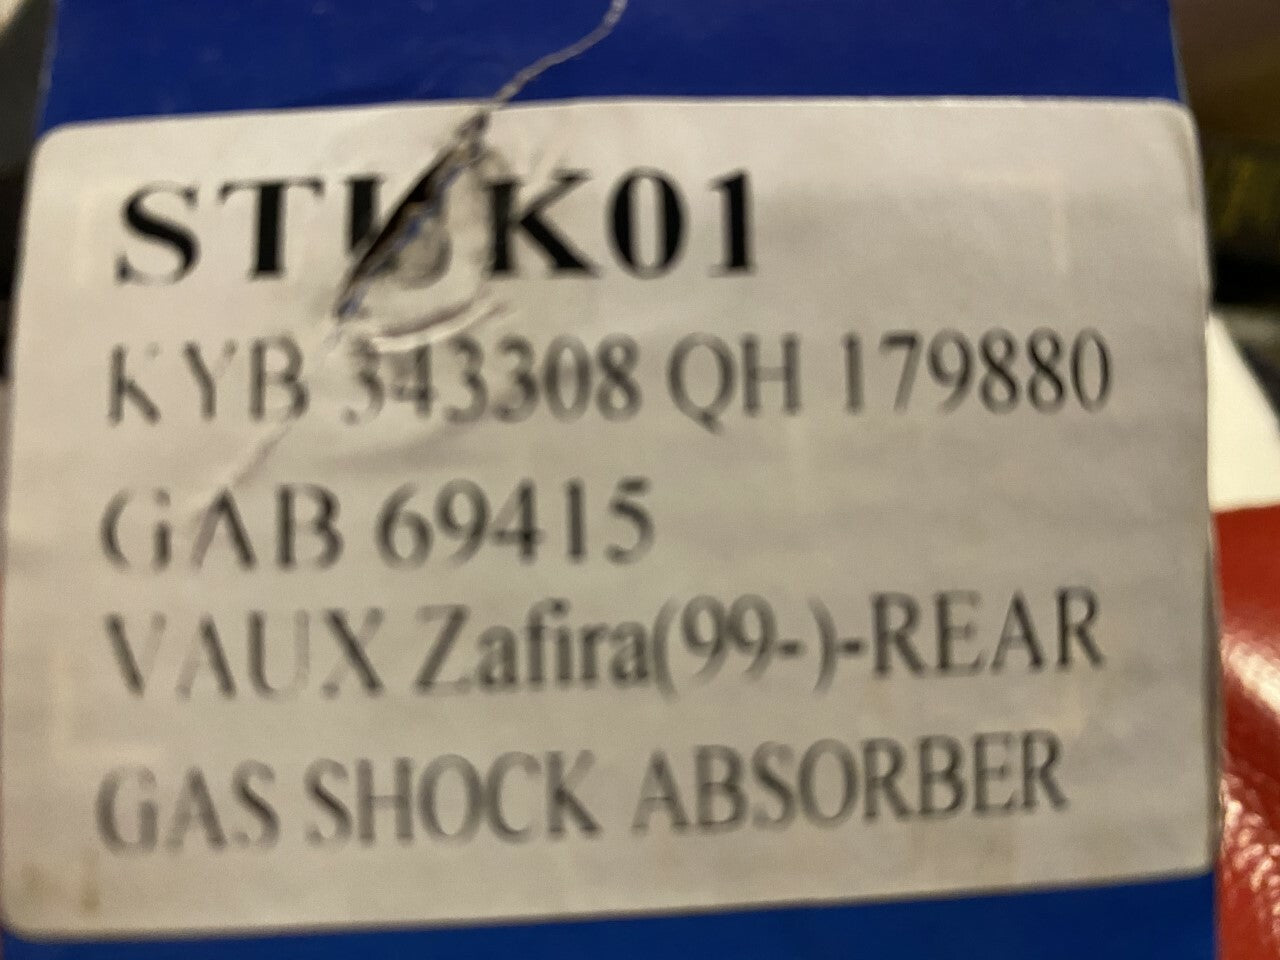 KYB 343308 QH 179880
GAB 69415
VAUX Zafira(99-)-REAR
GAS SHOCK ABSORBER